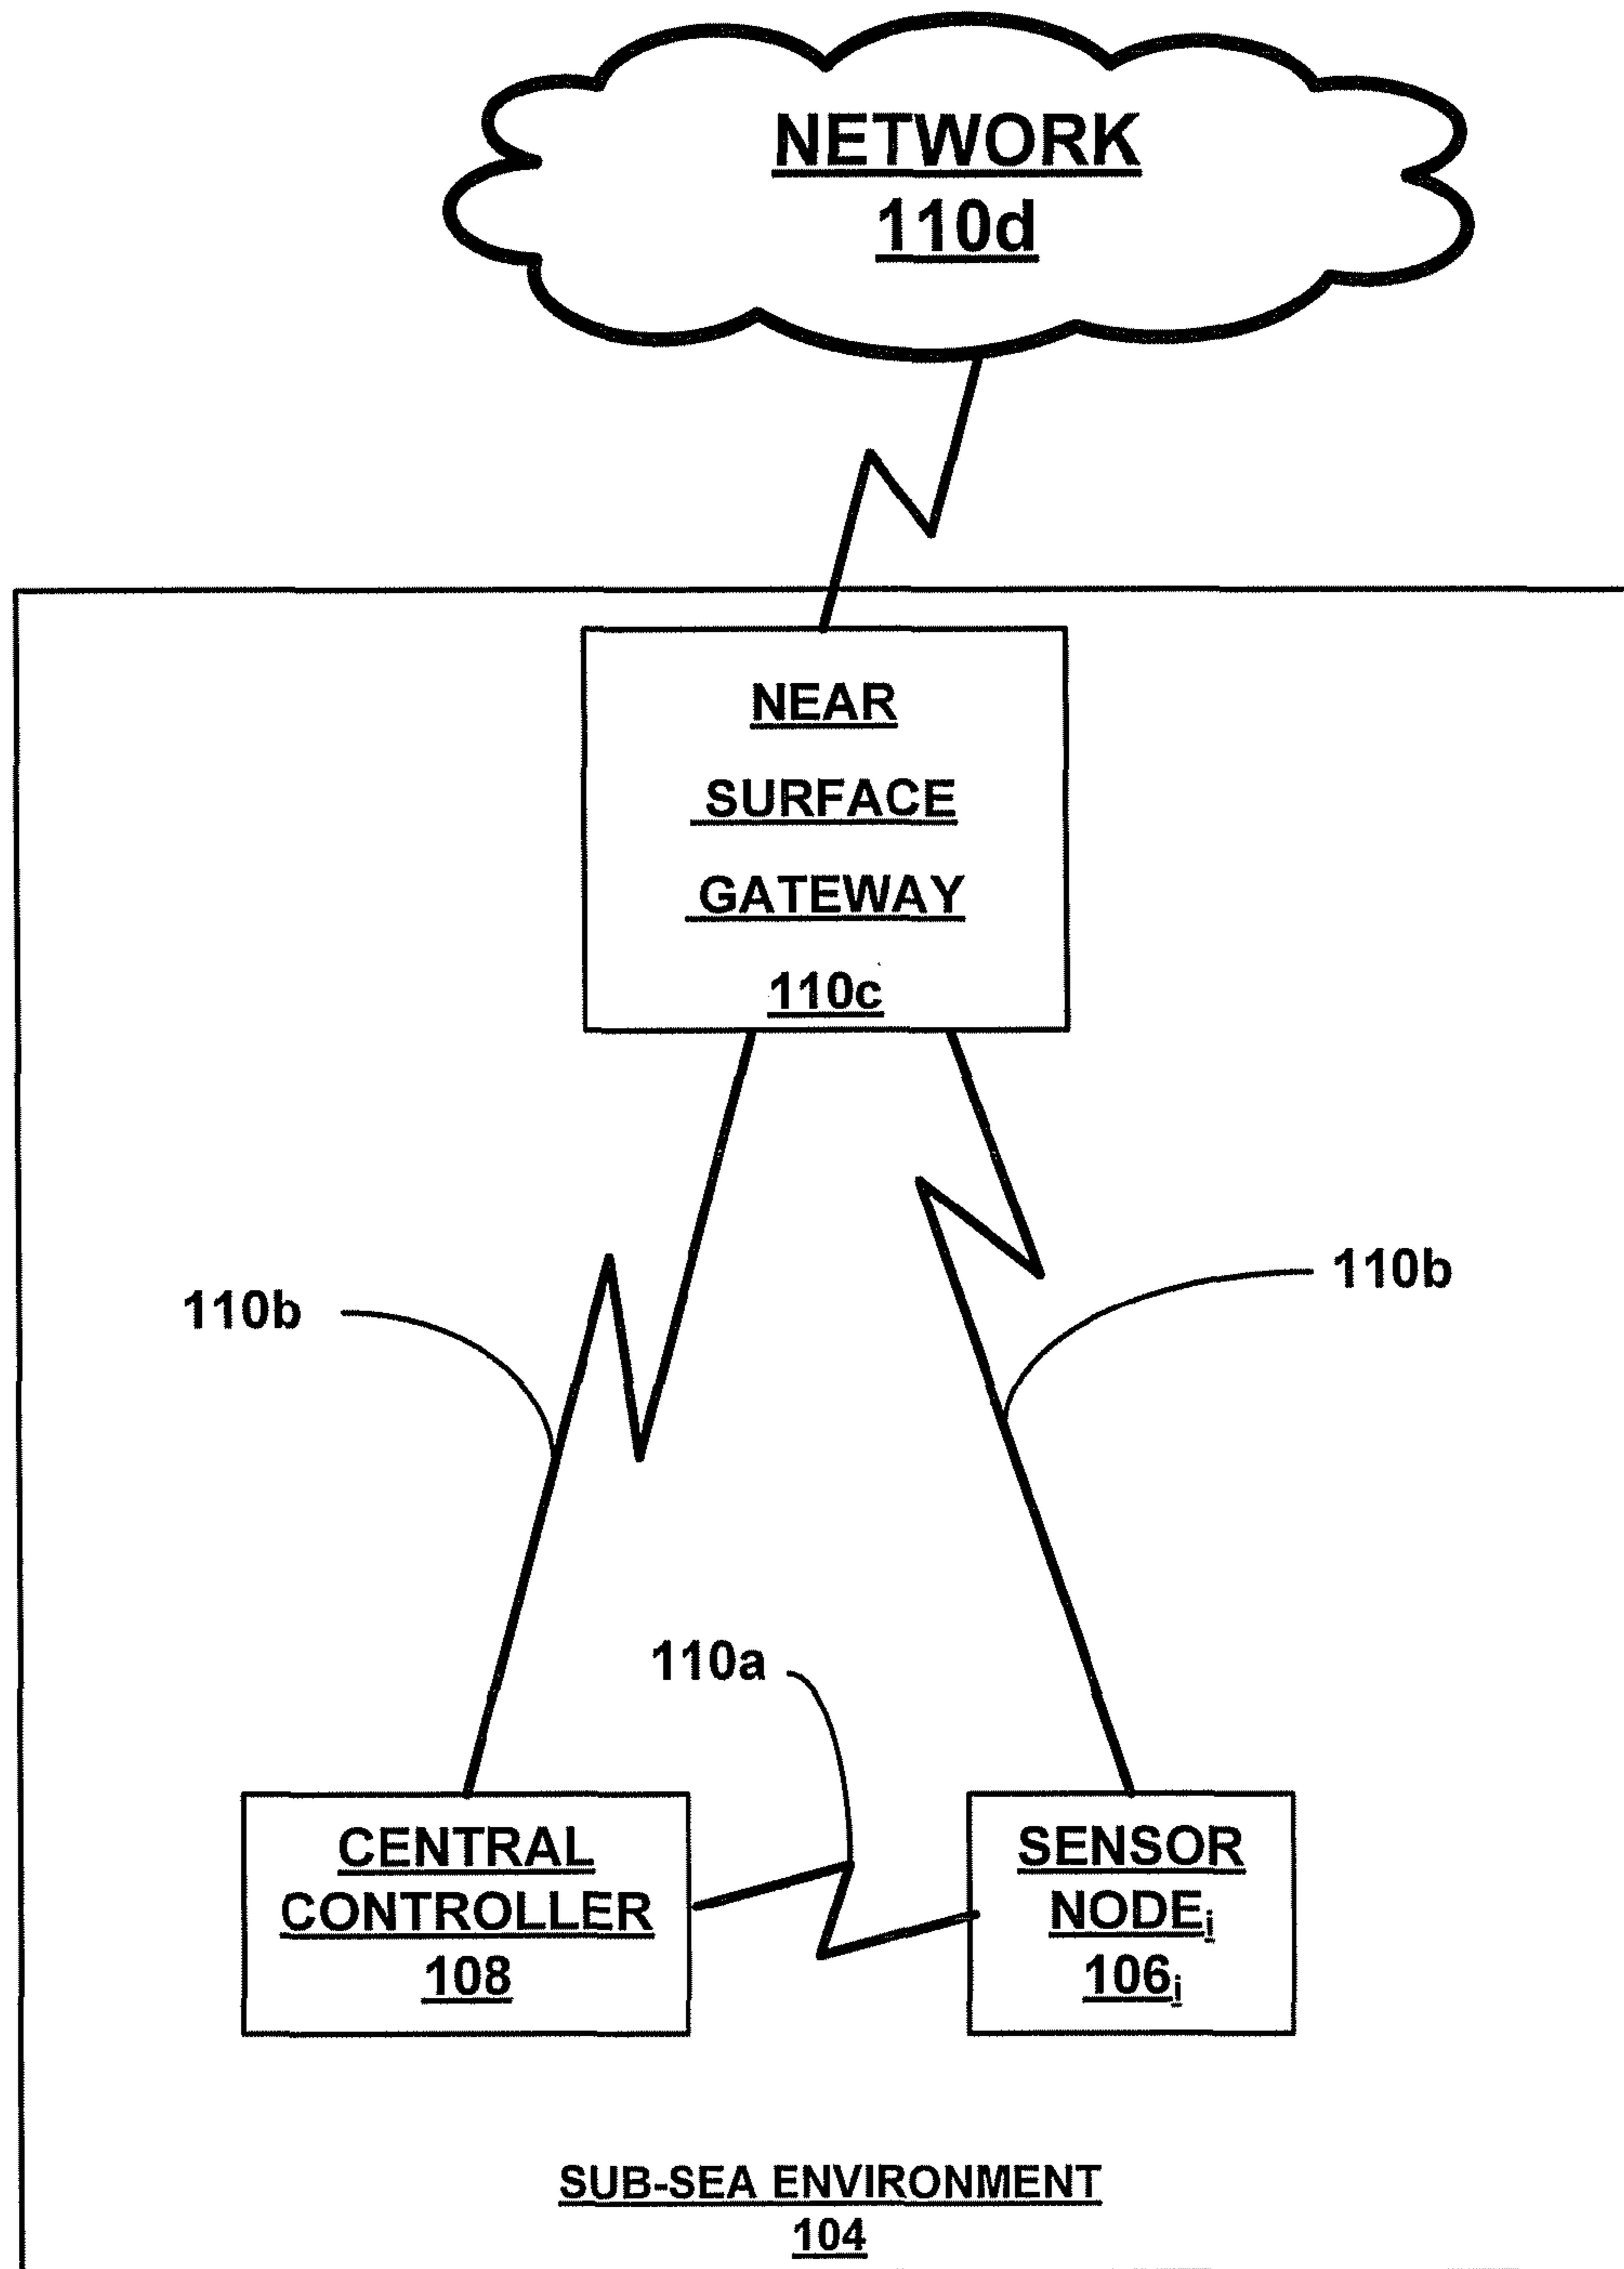 NETWORK
110d
NEAR
SURFACE
GATEWAY
110c
110b
110b
110a
CENTRAL
CONTROLLER
108
SENSOR
NODEi
106i
SUB-SEA ENVIRONMENT
104